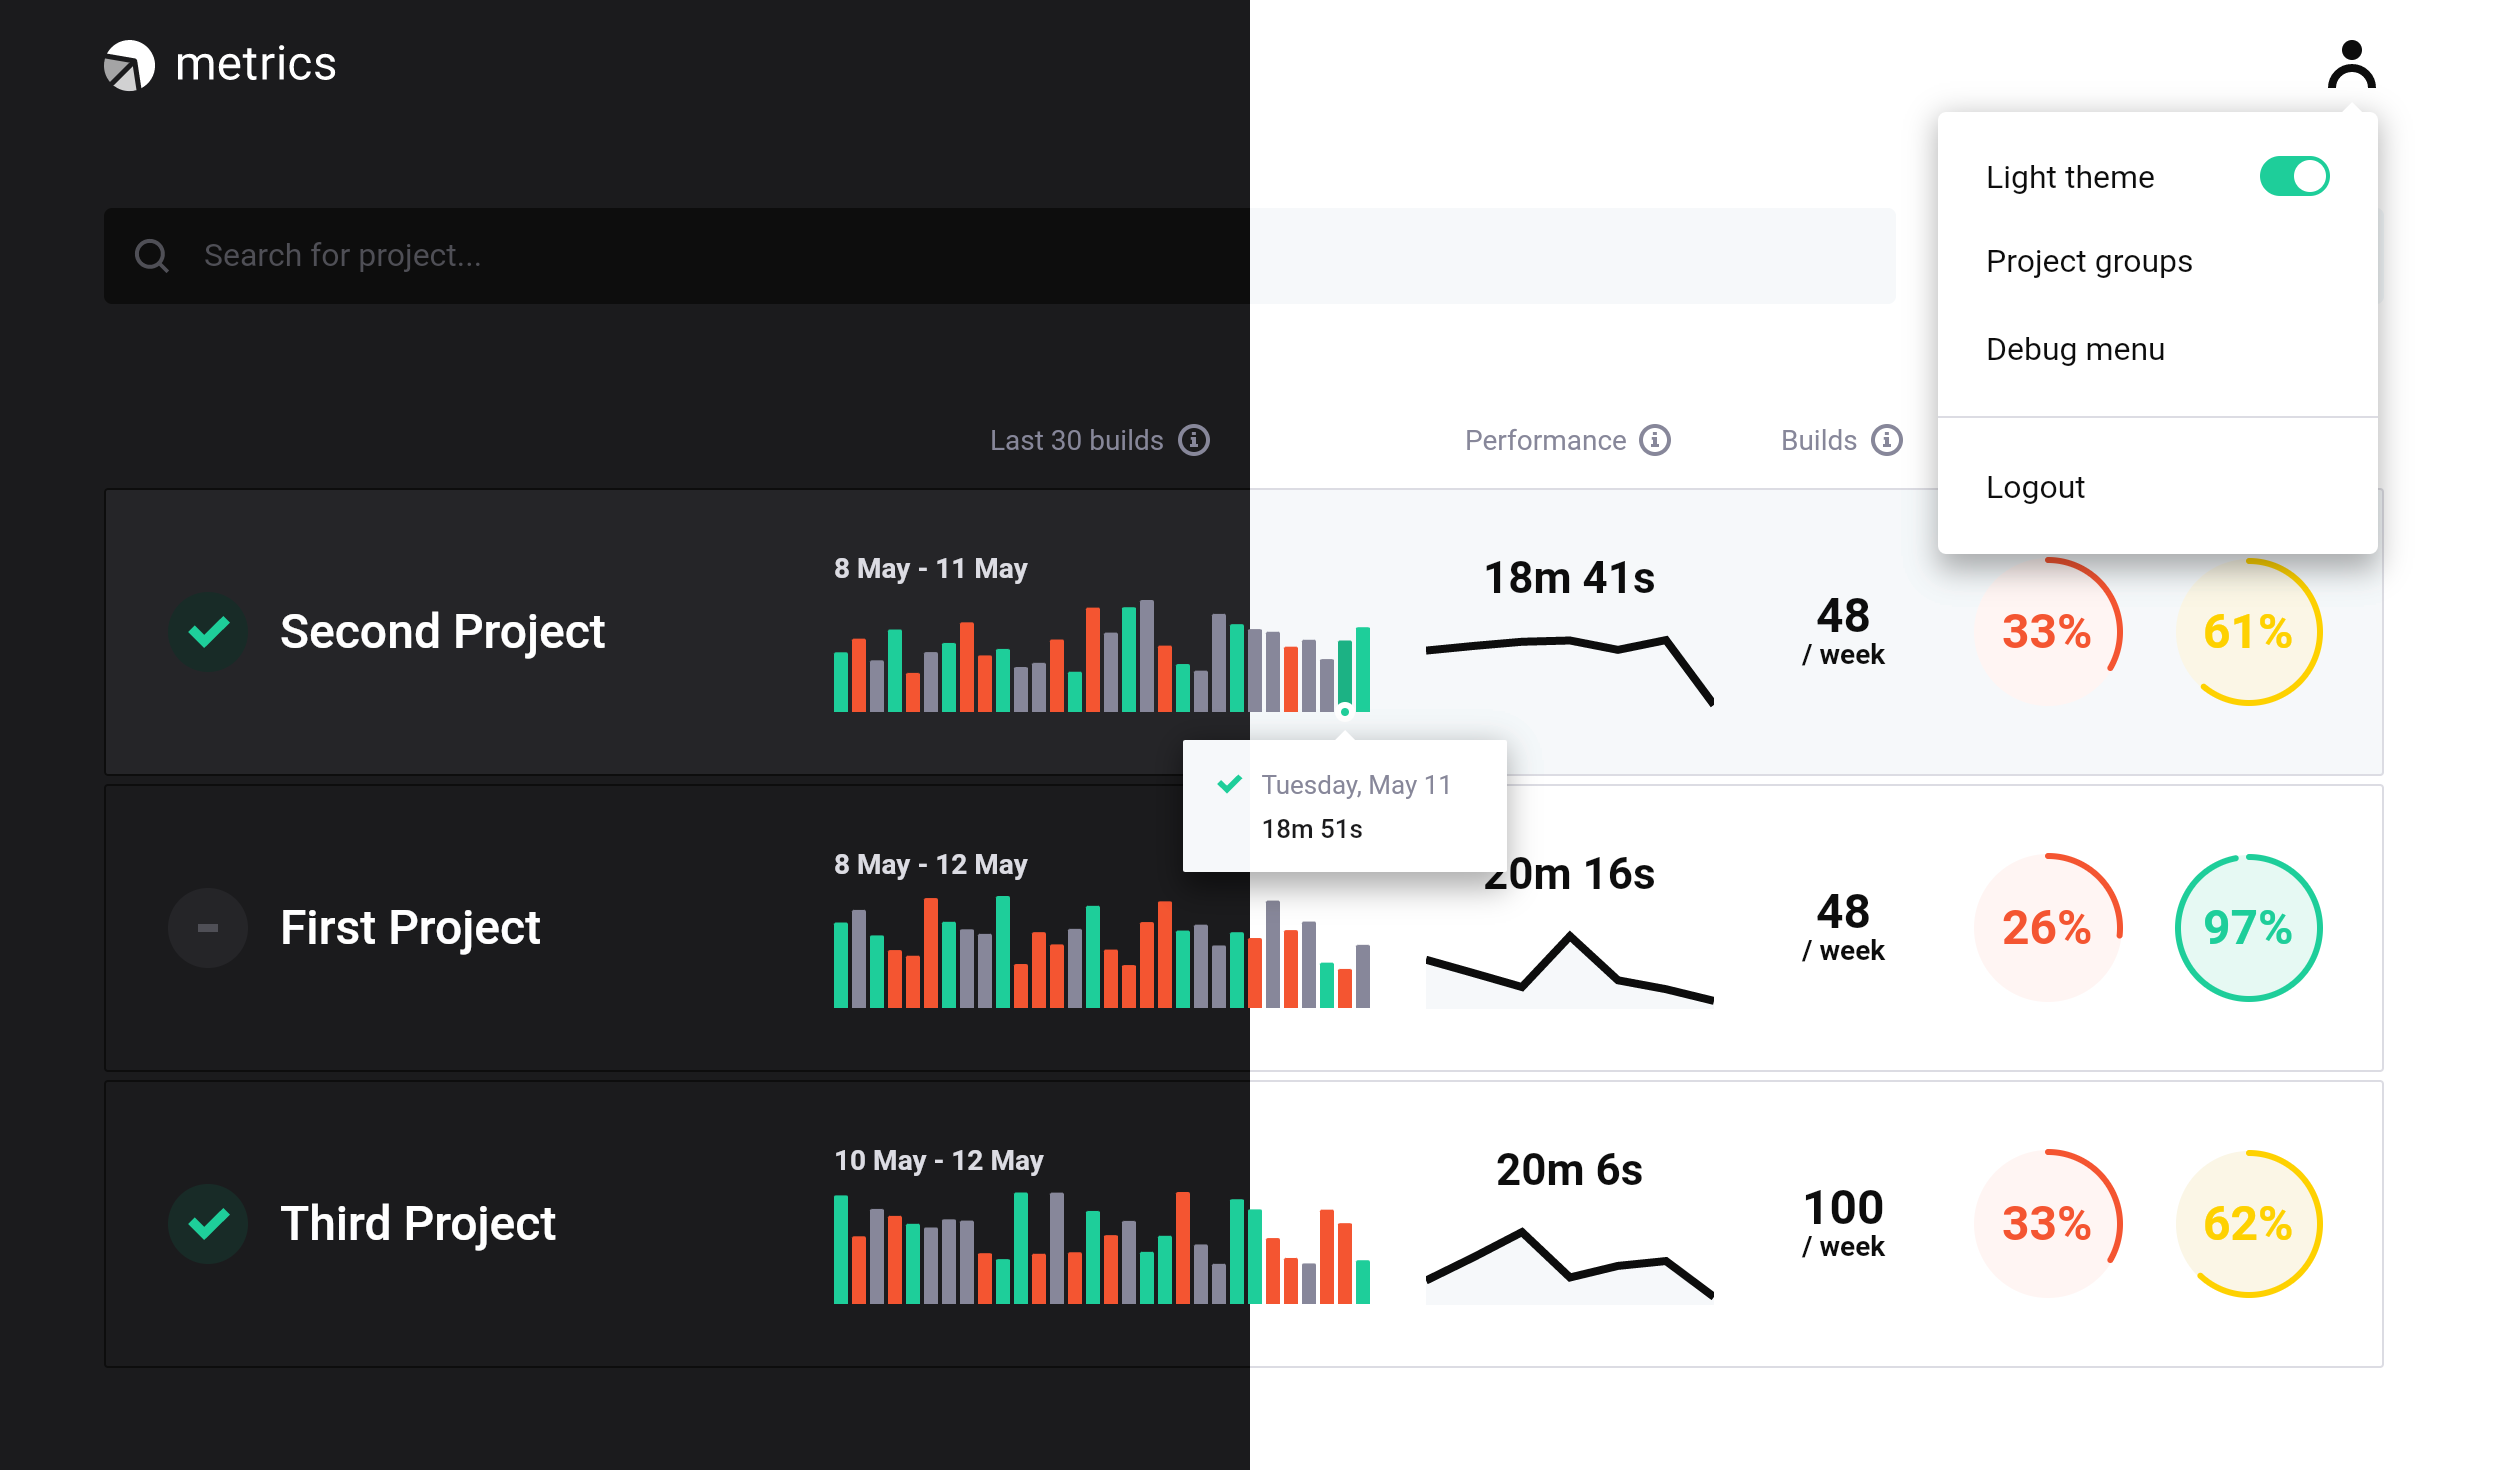 metrics
Light theme
Project groups
Debug menu
Logout
Search for project...
Last 30 builds
Performance
Builds
Second Project
8 May - 11 May
18m 41s
48
/ week
33%
61%
Tuesday, May 11
18m 51s
First Project
8 May - 12 May
20m 16s
48
/ week
26%
97%
Third Project
10 May - 12 May
20m 6s
100
/ week
33%
62%